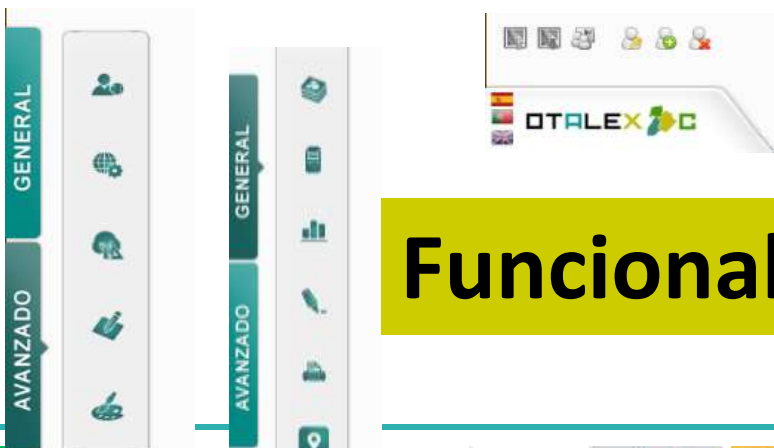 GENERAL
AVANZADO
GENERAL
AVANZADO
OTALEX C
Funcional